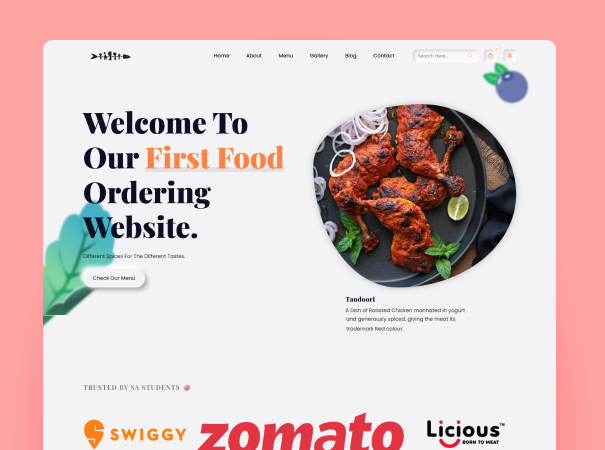 Home About Menu Gallery Blog Contact Search Here...
Welcome To
Our First Food
Ordering
Website.
Different Spices For The Different Tastes.
Check Our Menu
Tandoori
A Dish of Roasted Chicken marinated in yogurt
and generously spiced, giving the meat its
trademark Red colour.
TRUSTED BY SA STUDENTS
SWIGGY
zomato
Licious™
BORN TO MEAT